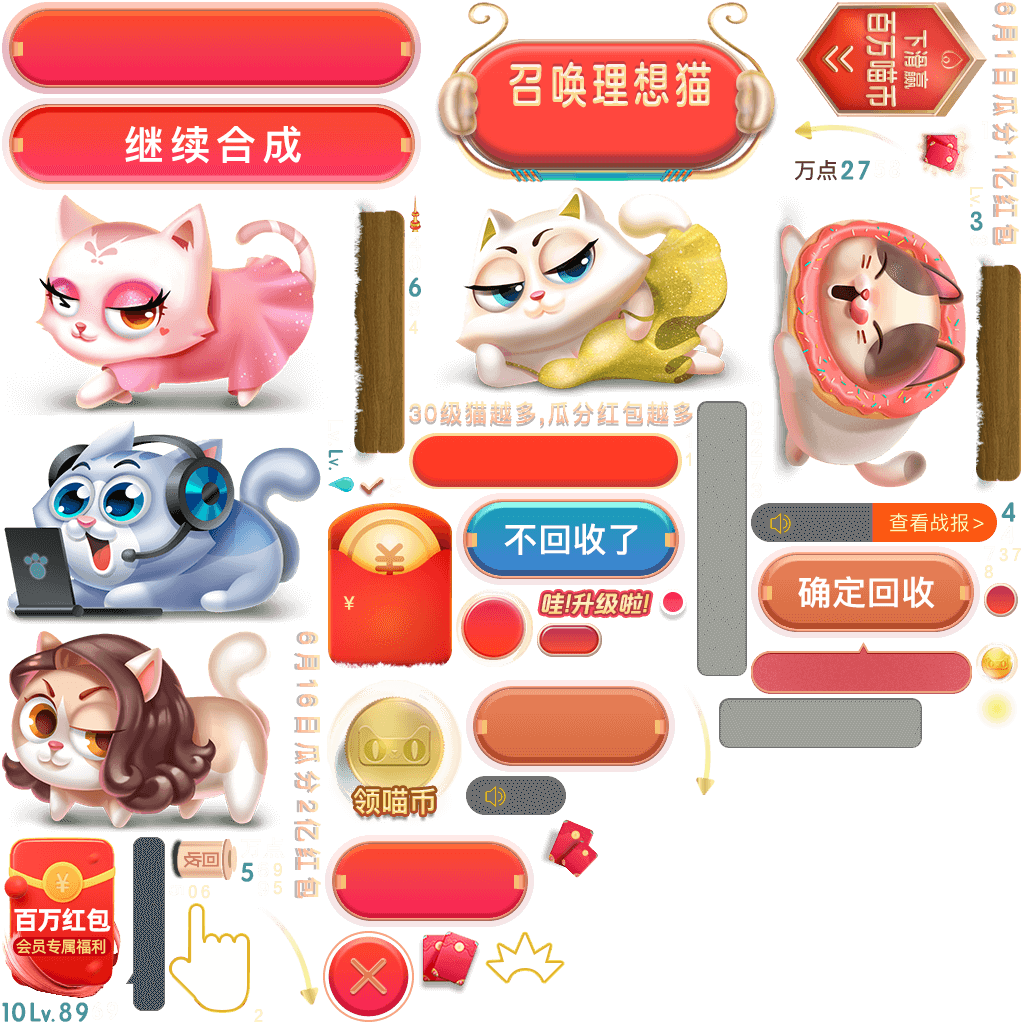 继续合成
召唤理想猫
下滑赢
百万喵币
6月1日瓜分1亿红包
万点27
Lv.
3
6
4
30级猫越多,瓜分红包越多
Lv.
1
¥
¥
不回收了
哇!升级啦!
查看战报>
4
37
8
确定回收
6月16日瓜分2亿红包
领喵币
回收
5
95
06
¥
百万红包
会员专属福利
10Lv.89
2